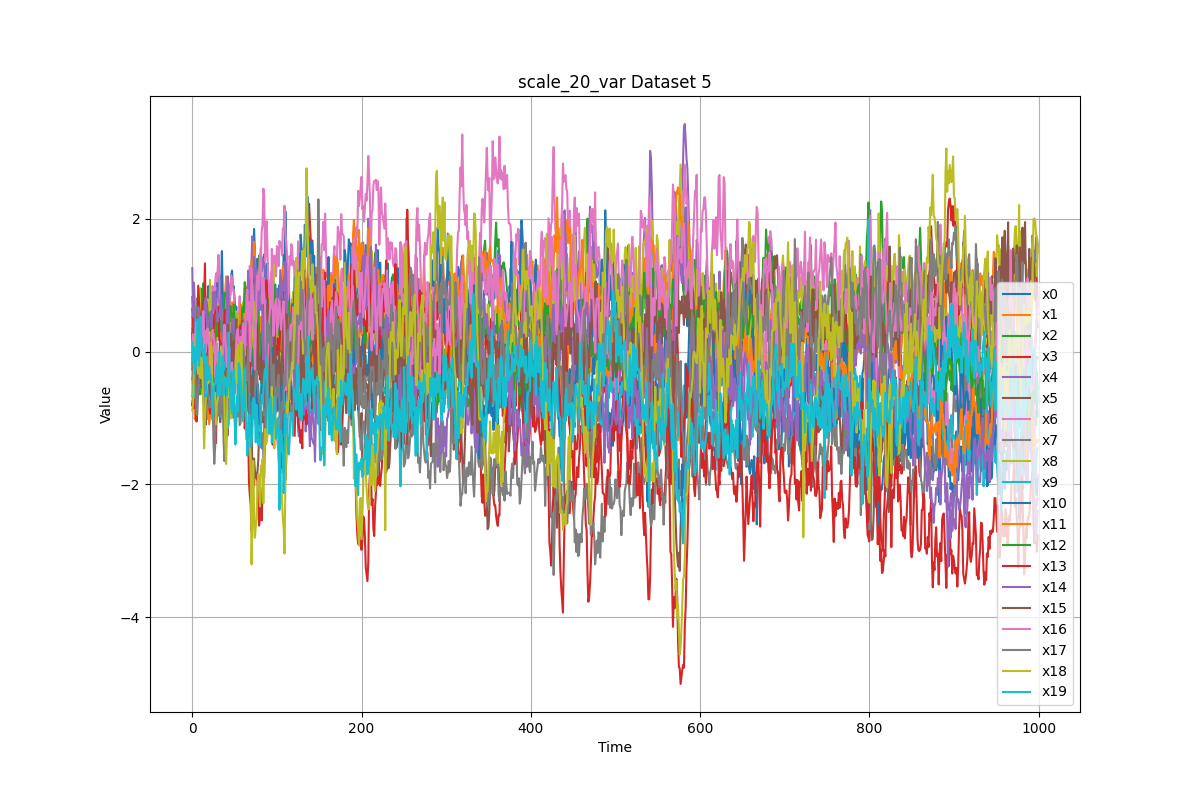 scale_20_var Dataset 5
Value
2
0
−2
−4
0
200
400
600
800
1000
Time
x0
x1
x2
x3
x4
x5
x6
x7
x8
x9
x10
x11
x12
x13
x14
x15
x16
x17
x18
x19